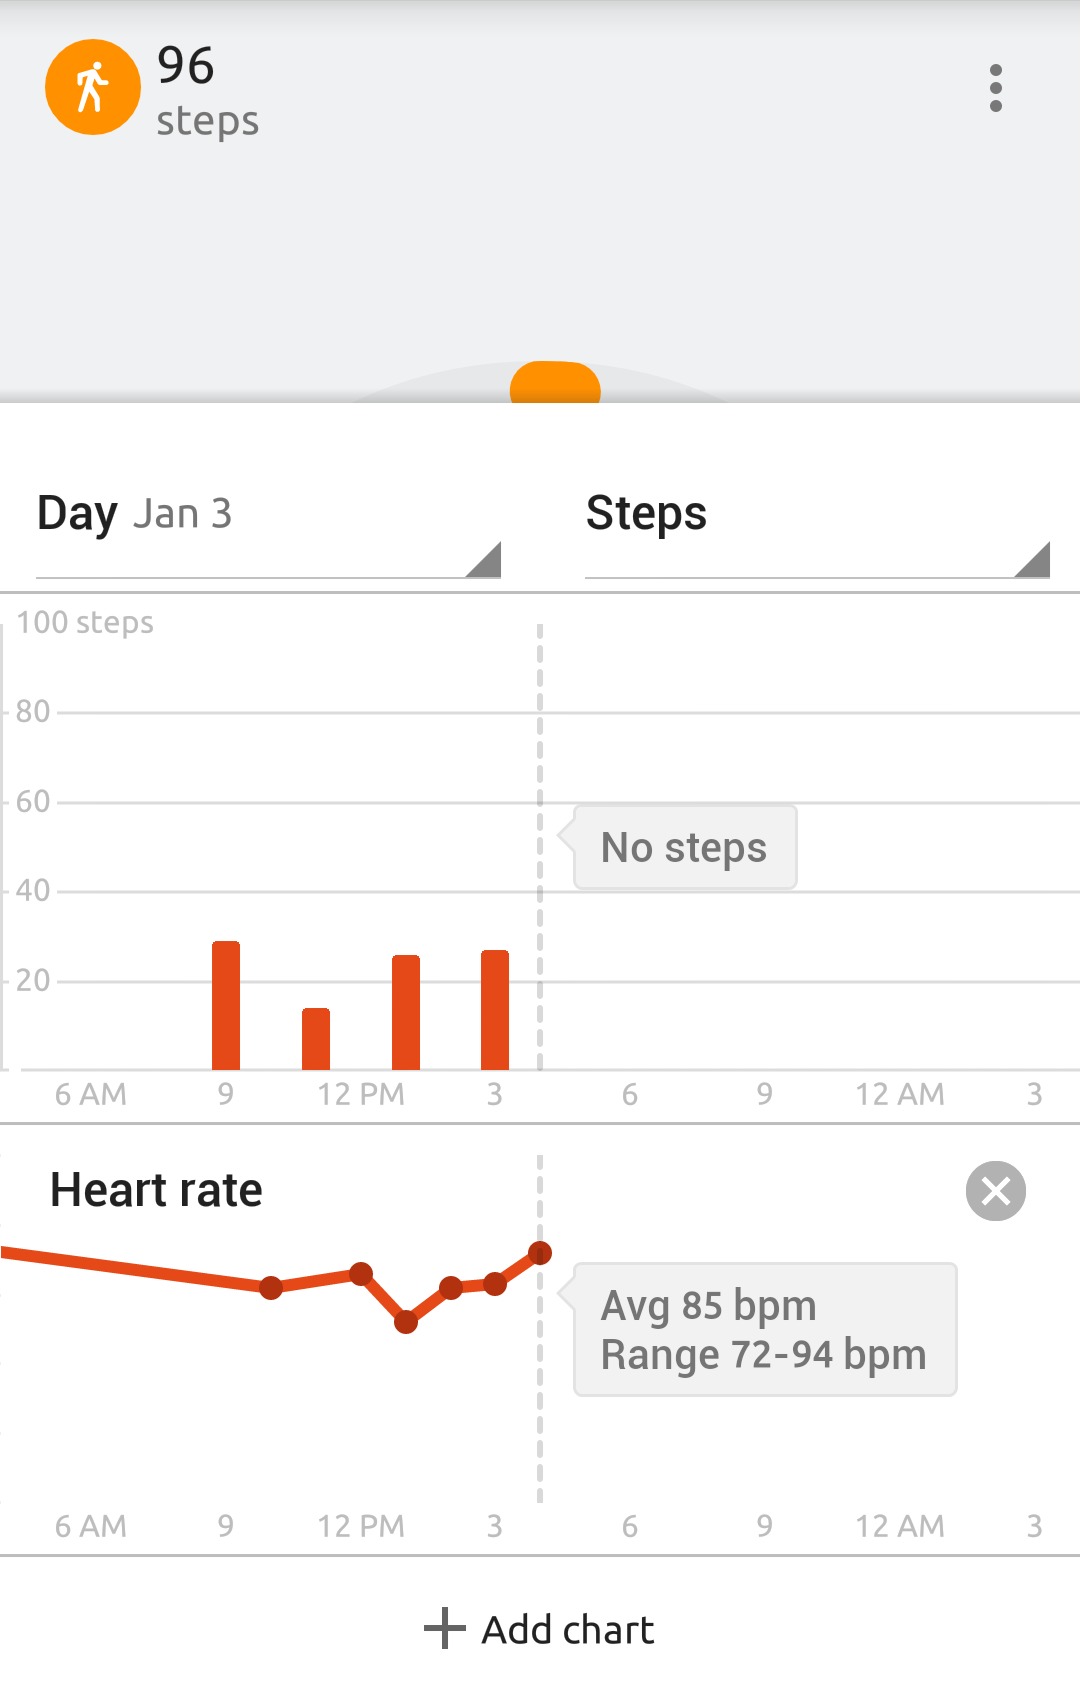 96
steps
Day Jan 3
Steps
100 steps
80
60
No steps
40
20
6 AM 9 12 PM 3 6 9 12 AM 3
Heart rate
Avg 85 bpm
Range 72-94 bpm
6 AM 9 12 PM 3 6 9 12 AM 3
Add chart